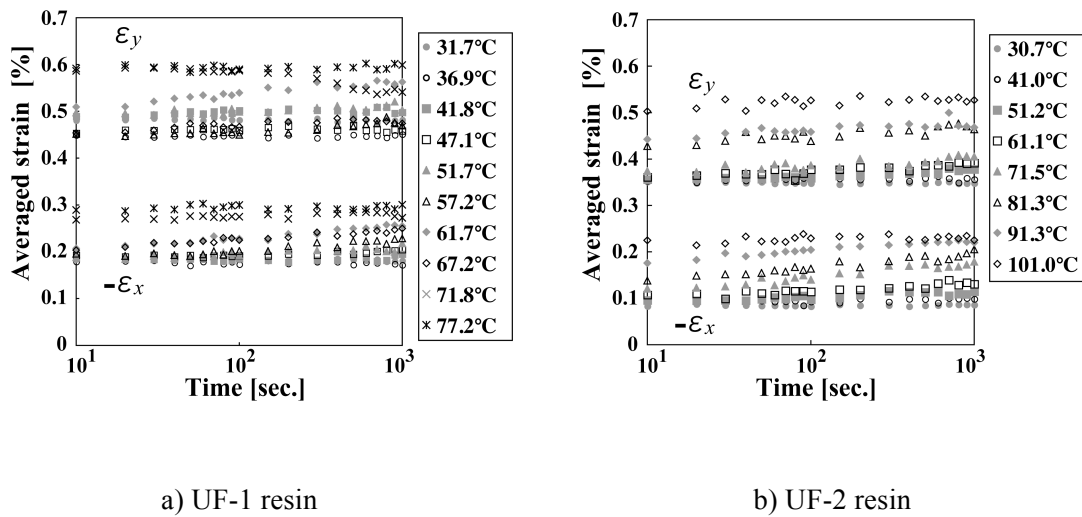 Averaged strain [%]
0.7
0.6
0.5
0.4
0.3
0.2
0.1
0
εy
-εx
10¹
10²
10³
Time [sec.]
31.7°C
36.9°C
41.8°C
47.1°C
51.7°C
57.2°C
61.7°C
67.2°C
71.8°C
77.2°C
a) UF-1 resin
Averaged strain [%]
0.7
0.6
0.5
0.4
0.3
0.2
0.1
0
εy
-εx
10¹
10²
10³
Time [sec.]
30.7°C
41.0°C
51.2°C
61.1°C
71.5°C
81.3°C
91.3°C
101.0°C
b) UF-2 resin